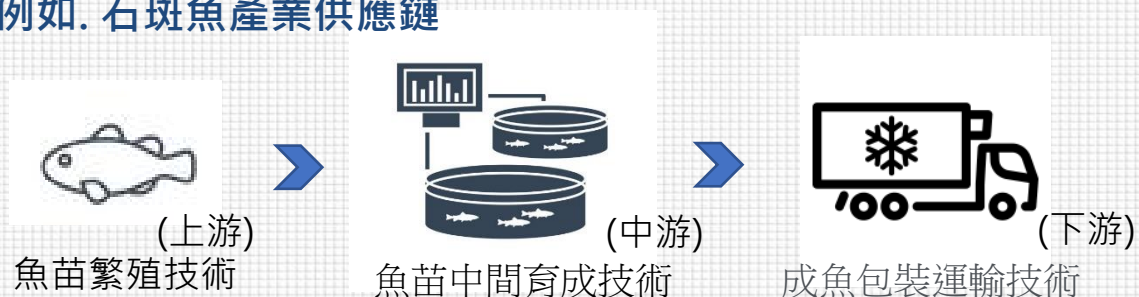 例如. 石斑魚產業供應鏈
(上游)
魚苗繁殖技術
(中游)
魚苗中間育成技術
(下游)
成魚包裝運輸技術